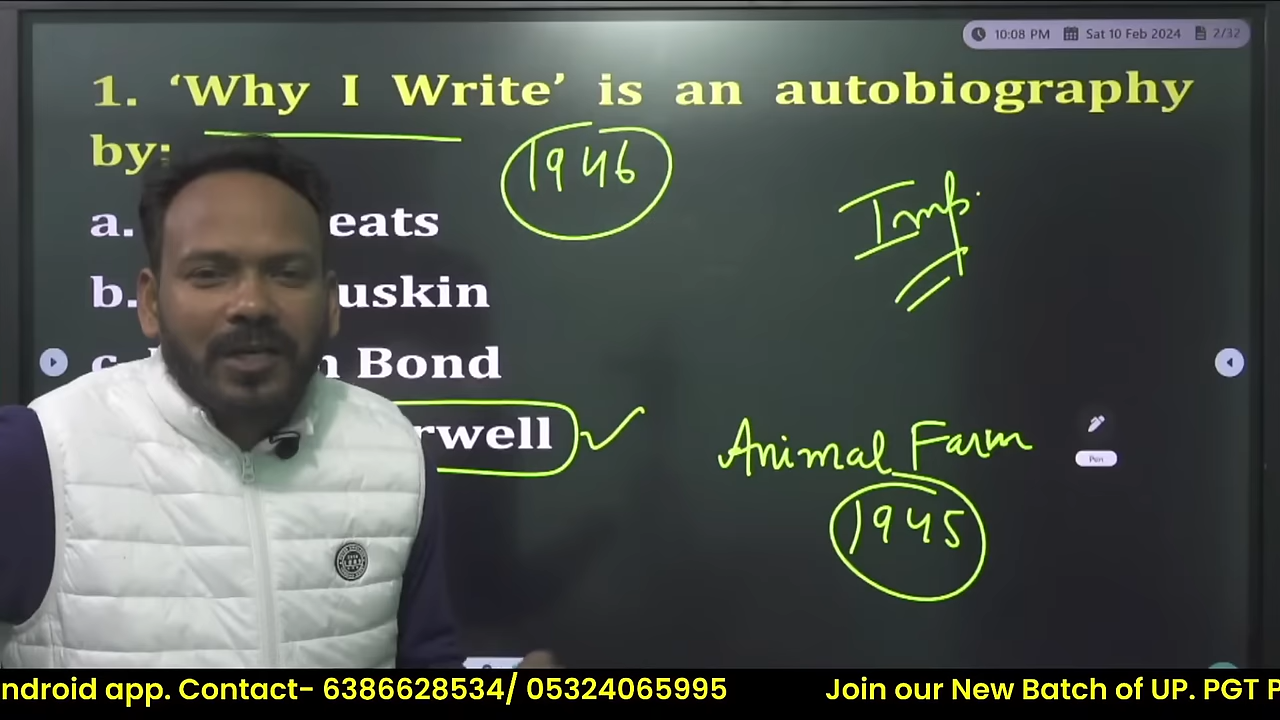 10:08 PM Sat 10 Feb 2024 2/32
1. ‘Why I Write’ is an autobiography
by:
1946
Imp.
a. eats
b. uskin
c. n Bond
rwell
Animal Farm
1945
Pen
ndroid app. Contact- 6386628534/ 05324065995 Join our New Batch of UP. PGT P